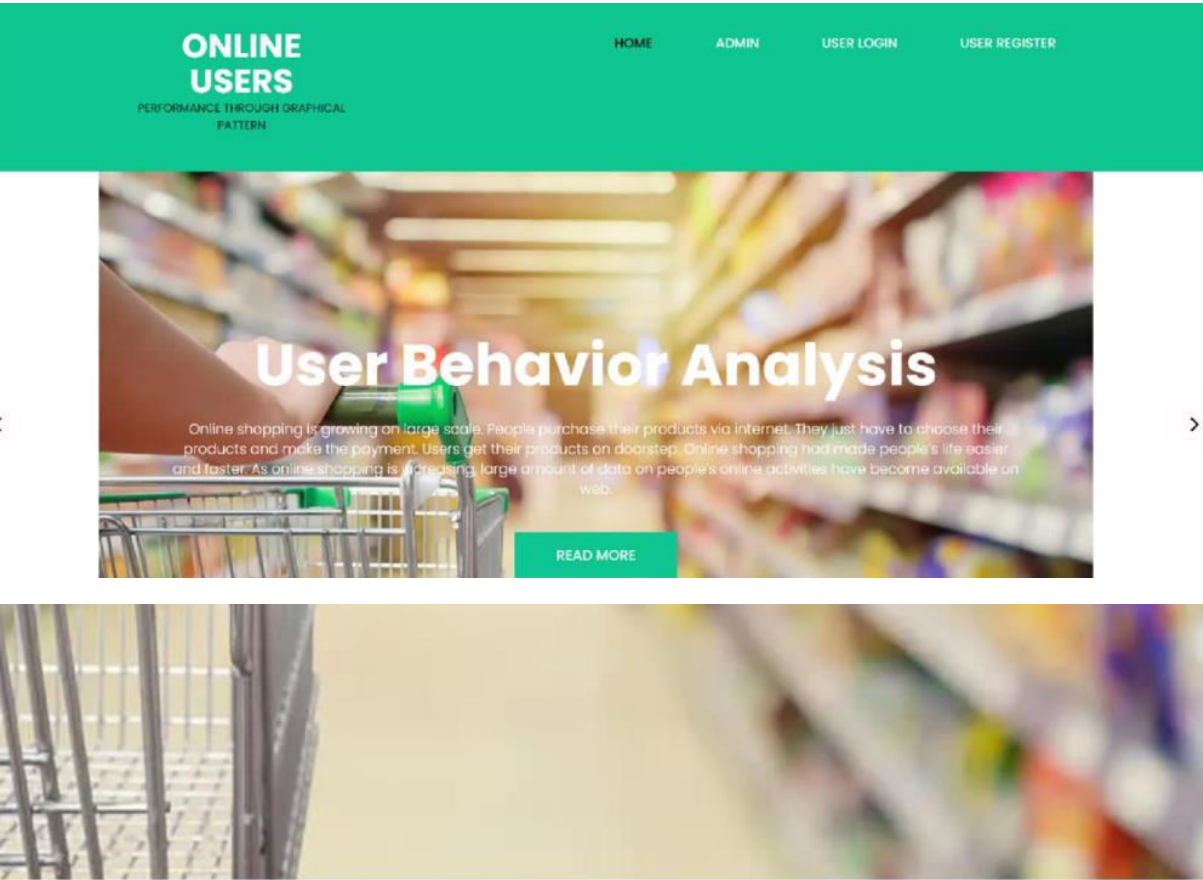 ONLINE
USERS
PERFORMANCE THROUGH GRAPHICAL
PATTERN
HOME ADMIN USER LOGIN USER REGISTER
User Behavior Analysis
Online shopping is growing on large scale. People purchase their products via internet. They just have to choose their
products and make the payment. Users get their products on doorstep. Online shopping had made people's life easier
and faster. As online shopping is increasing, large amount of data on people's online activities have become available on
web.
READ MORE